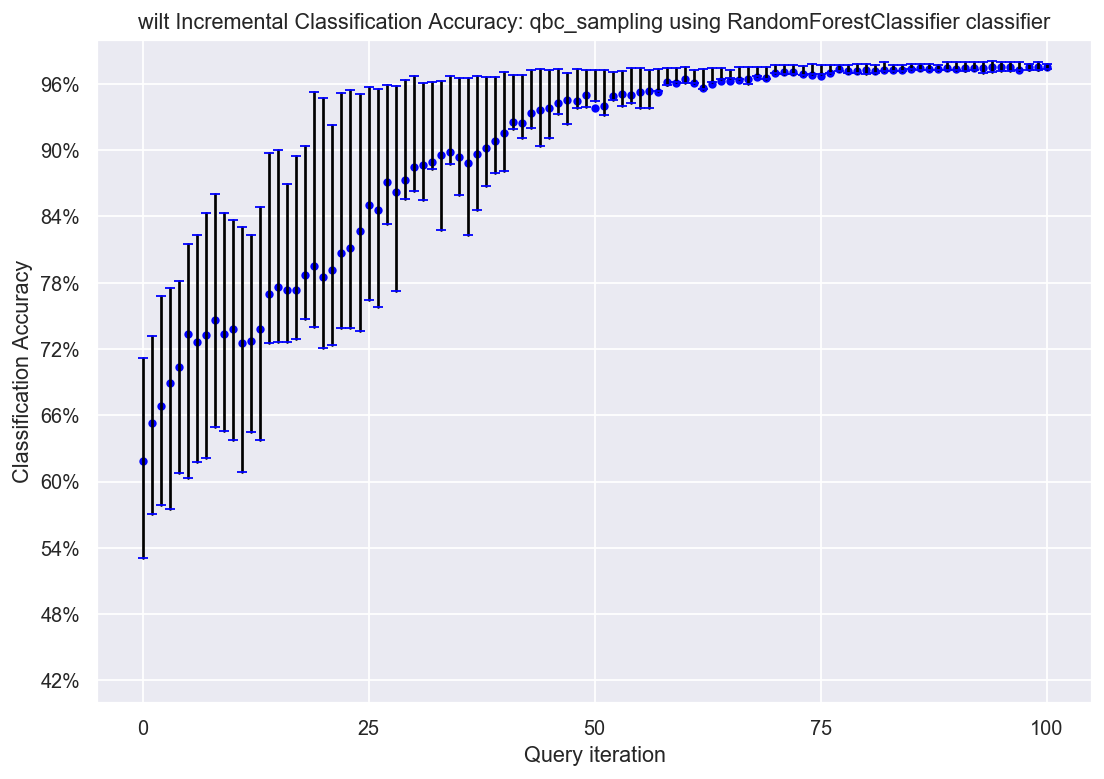 wilt Incremental Classification Accuracy: qbc_sampling using RandomForestClassifier classifier
Classification Accuracy
96%
90%
84%
78%
72%
66%
60%
54%
48%
42%
0 25 50 75 100
Query iteration